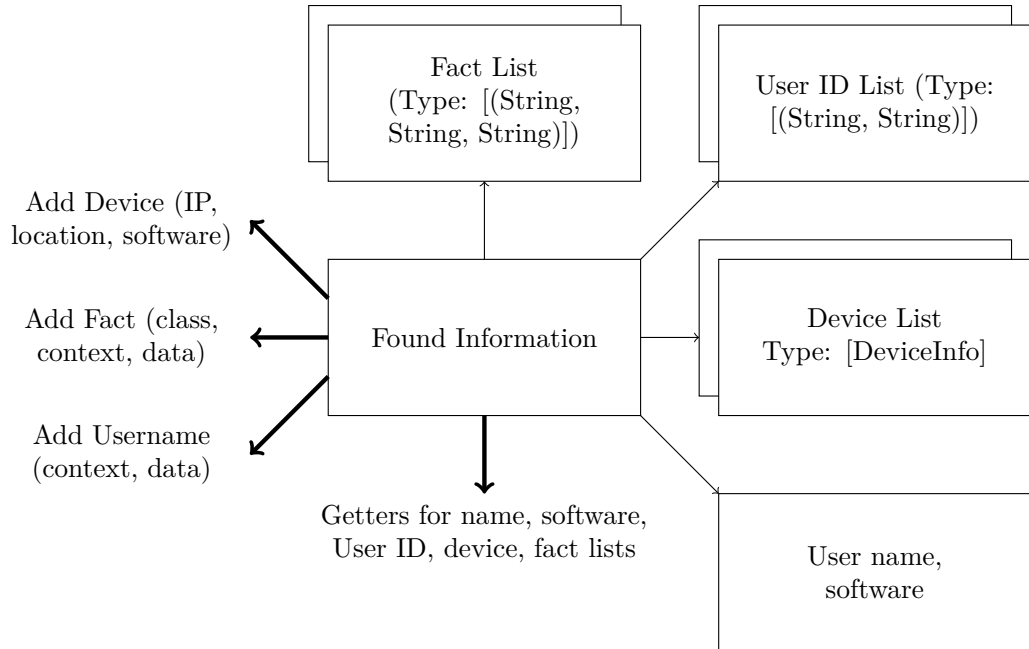 Fact List
(Type: [(String,
String, String)])
User ID List (Type:
[(String, String)])
Add Device (IP,
location, software)
Add Fact (class,
context, data)
Found Information
Device List
Type: [DeviceInfo]
Add Username
(context, data)
Getters for name, software,
User ID, device, fact lists
User name,
software